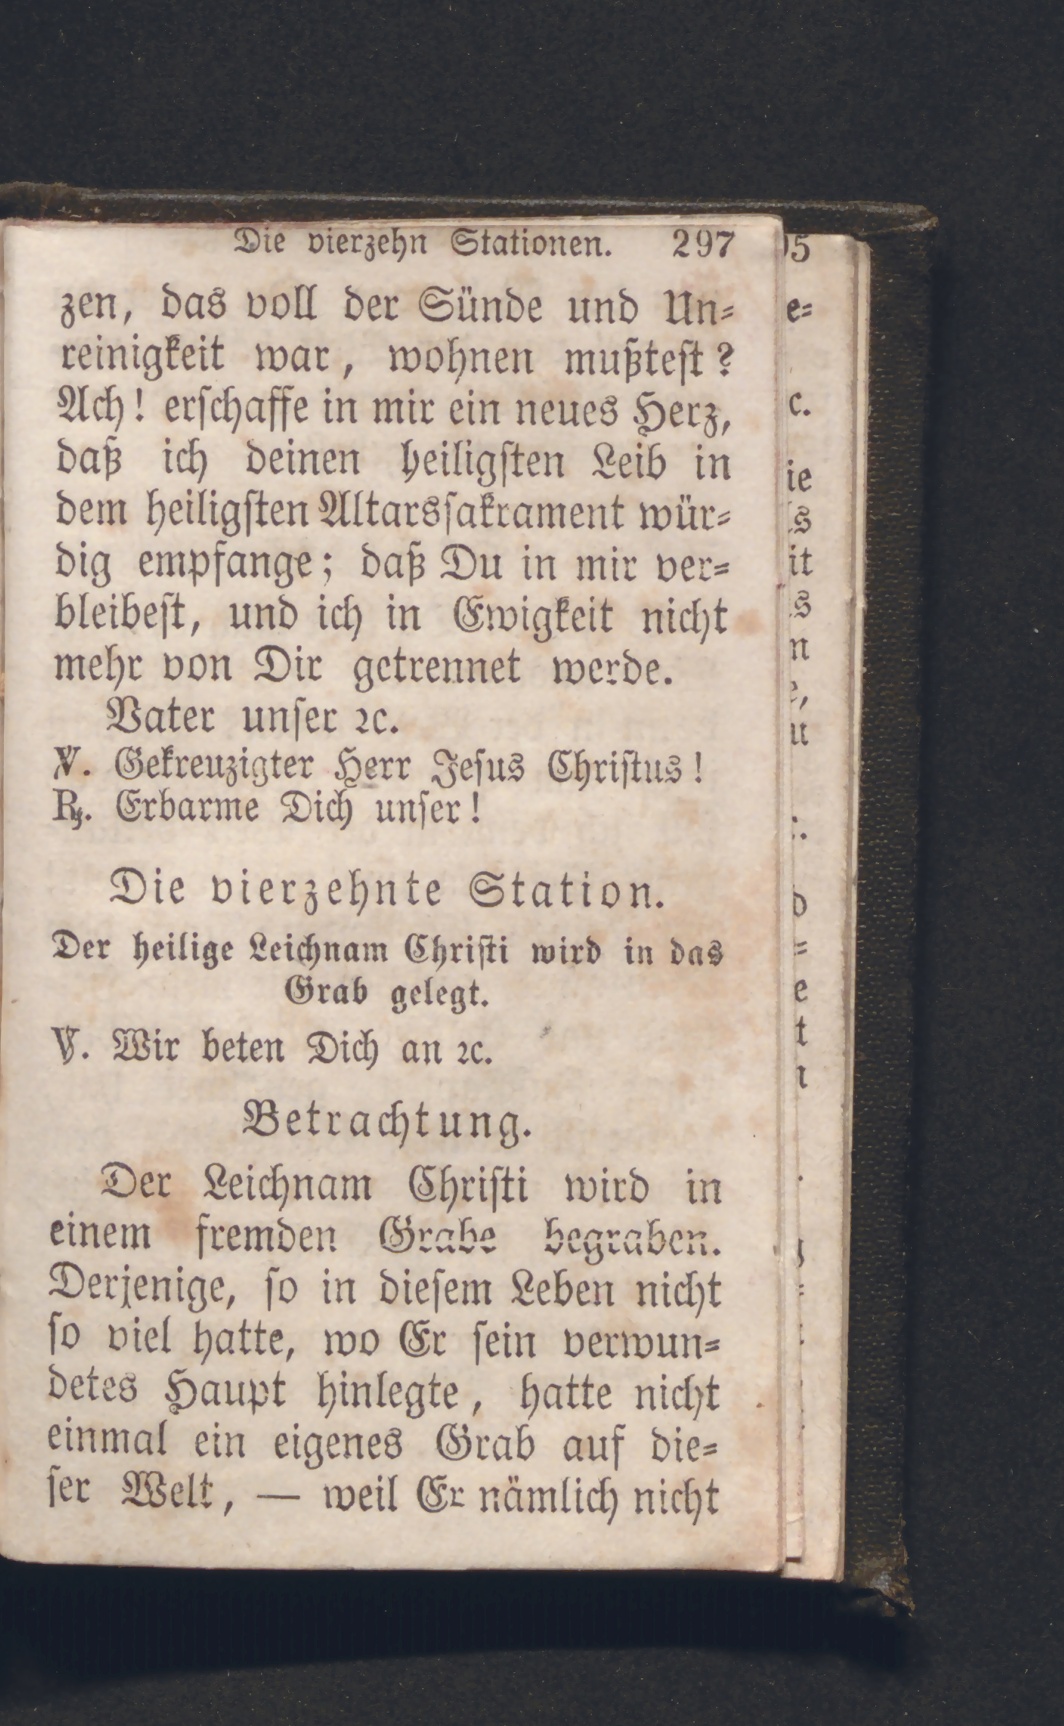 Die vierzehn Stationen. 297
zen, das voll der Sünde und Un-
reinigkeit war, wohnen mußtest?
Ach! erschaffe in mir ein neues Herz,
daß ich deinen heiligsten Leib in
dem heiligsten Altarssakrament wür-
dig empfange; daß Du in mir ver-
bleibest, und ich in Ewigkeit nicht
mehr von Dir getrennet werde.
Vater unser ꝛc.
℣. Gekreuzigter Herr Jesus Christus!
℟. Erbarme Dich unser!
Die vierzehnte Station.
Der heilige Leichnam Christi wird in das
Grab gelegt.
℣. Wir beten Dich an ꝛc.
Betrachtung.
Der Leichnam Christi wird in
einem fremden Grabe begraben.
Derjenige, so in diesem Leben nicht
so viel hatte, wo Er sein verwun-
detes Haupt hinlegte, hatte nicht
einmal ein eigenes Grab auf die-
ser Welt, — weil Er nämlich nicht